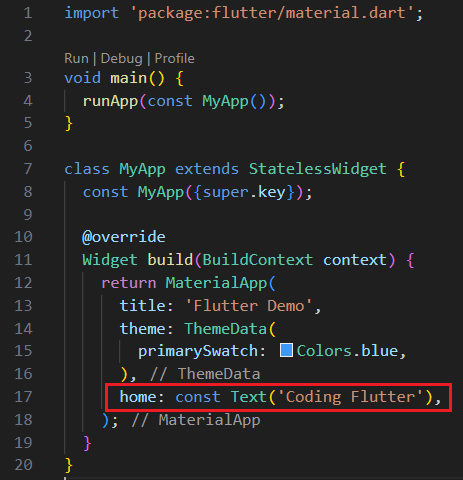 1 import 'package:flutter/material.dart';
2
Run | Debug | Profile
3 void main() {
4   runApp(const MyApp());
5 }
6
7 class MyApp extends StatelessWidget {
8   const MyApp({super.key});
9
10   @override
11   Widget build(BuildContext context) {
12     return MaterialApp(
13       title: 'Flutter Demo',
14       theme: ThemeData(
15         primarySwatch: Colors.blue,
16       ), // ThemeData
17       home: const Text('Coding Flutter'),
18     ); // MaterialApp
19   }
20 }